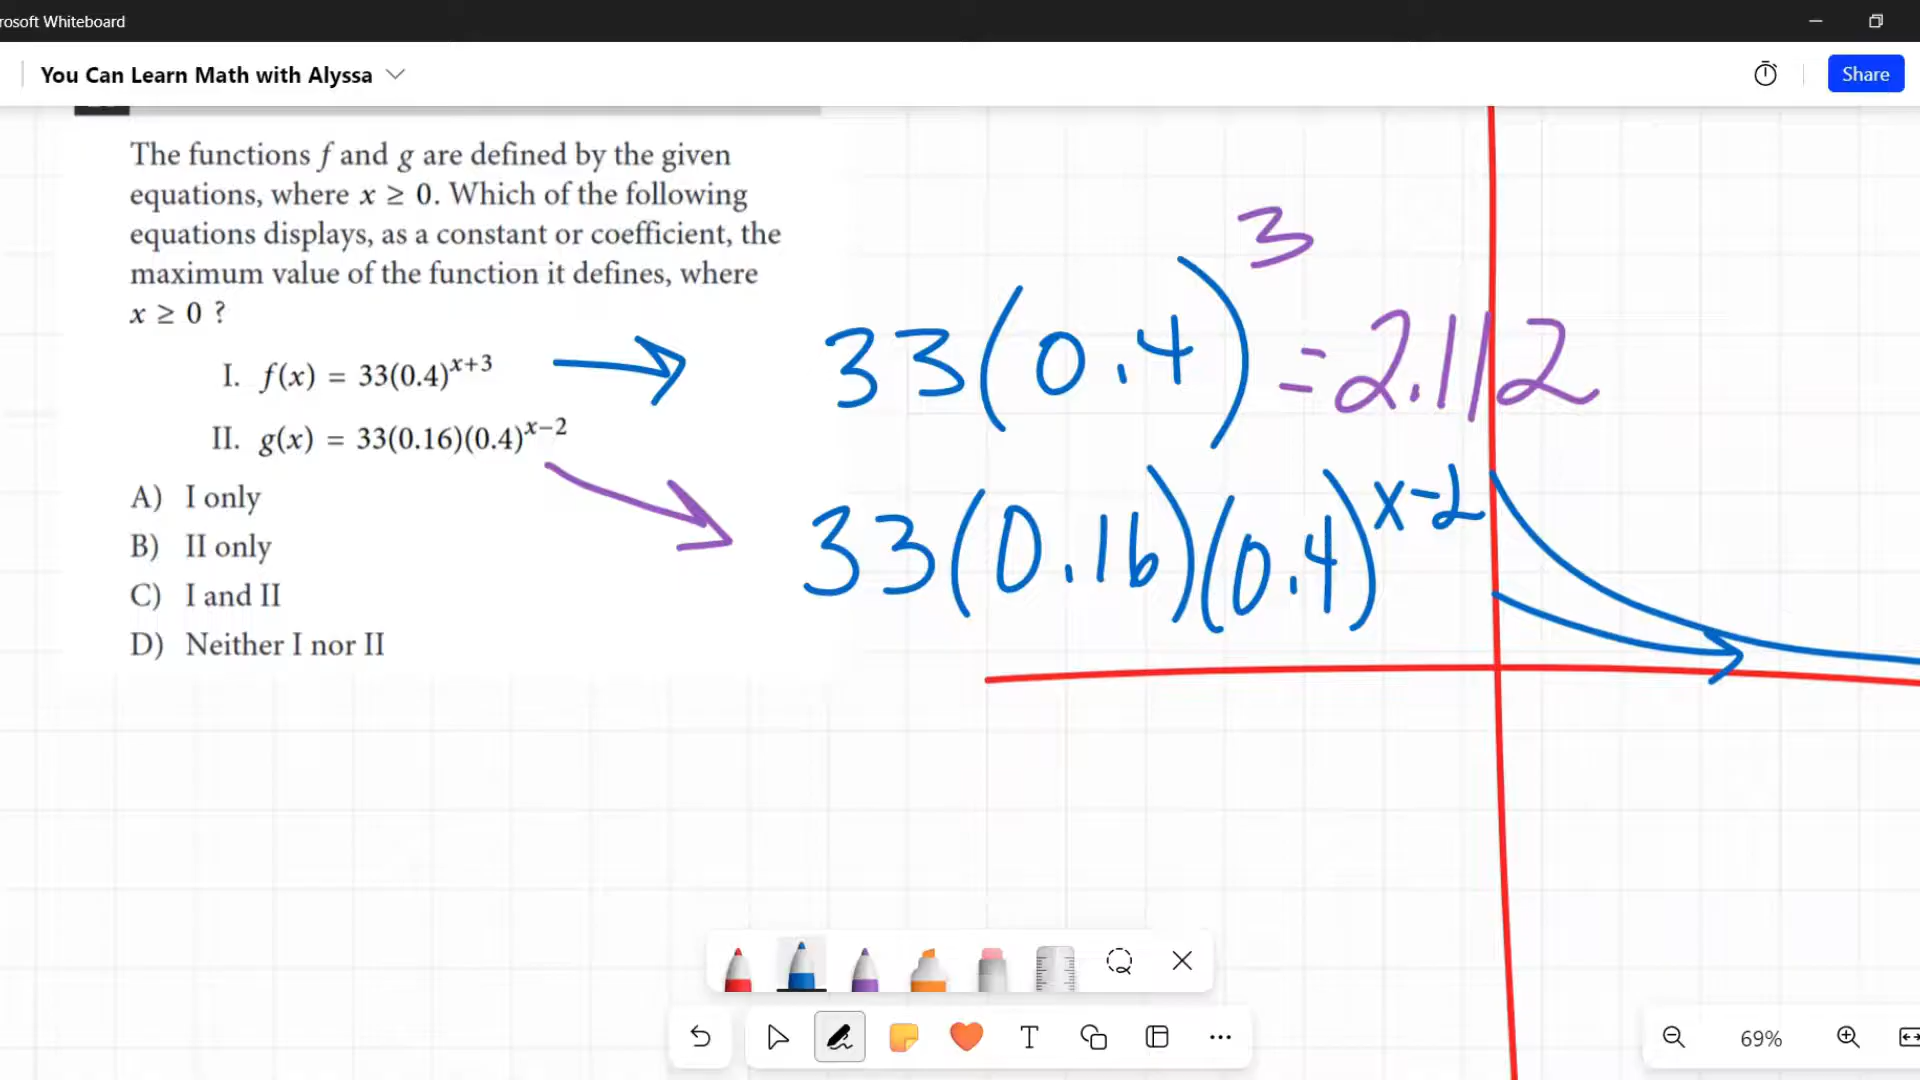 rosoft Whiteboard
You Can Learn Math with Alyssa
Share
The functions f and g are defined by the given
equations, where x ≥ 0. Which of the following
equations displays, as a constant or coefficient, the
maximum value of the function it defines, where
x ≥ 0 ?
I. f(x) = 33(0.4)^{x+3}
II. g(x) = 33(0.16)(0.4)^{x−2}
A) I only
B) II only
C) I and II
D) Neither I nor II
33(0.4)^3 = 2.112
33(0.16)(0.4)^{x-2}
69%